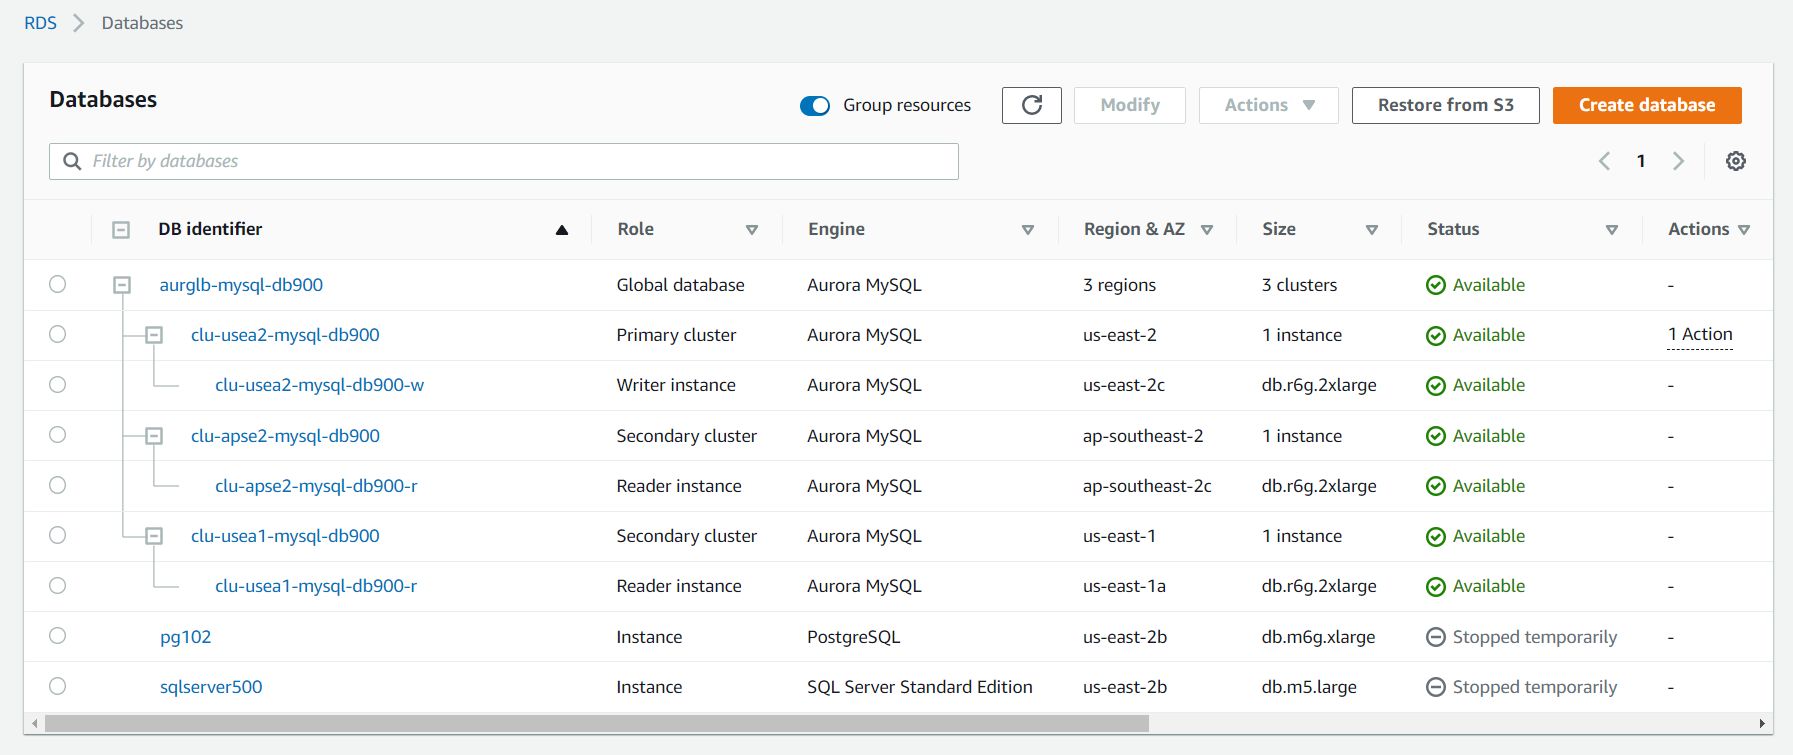 RDS > Databases
Databases
Group resources
Modify
Actions
Restore from S3
Create database
Filter by databases
1
DB identifier Role Engine Region & AZ Size Status Actions
aurglb-mysql-db900 Global database Aurora MySQL 3 regions 3 clusters Available -
clu-usea2-mysql-db900 Primary cluster Aurora MySQL us-east-2 1 instance Available 1 Action
clu-usea2-mysql-db900-w Writer instance Aurora MySQL us-east-2c db.r6g.2xlarge Available -
clu-apse2-mysql-db900 Secondary cluster Aurora MySQL ap-southeast-2 1 instance Available -
clu-apse2-mysql-db900-r Reader instance Aurora MySQL ap-southeast-2c db.r6g.2xlarge Available -
clu-usea1-mysql-db900 Secondary cluster Aurora MySQL us-east-1 1 instance Available -
clu-usea1-mysql-db900-r Reader instance Aurora MySQL us-east-1a db.r6g.2xlarge Available -
pg102 Instance PostgreSQL us-east-2b db.m6g.xlarge Stopped temporarily -
sqlserver500 Instance SQL Server Standard Edition us-east-2b db.m5.large Stopped temporarily -